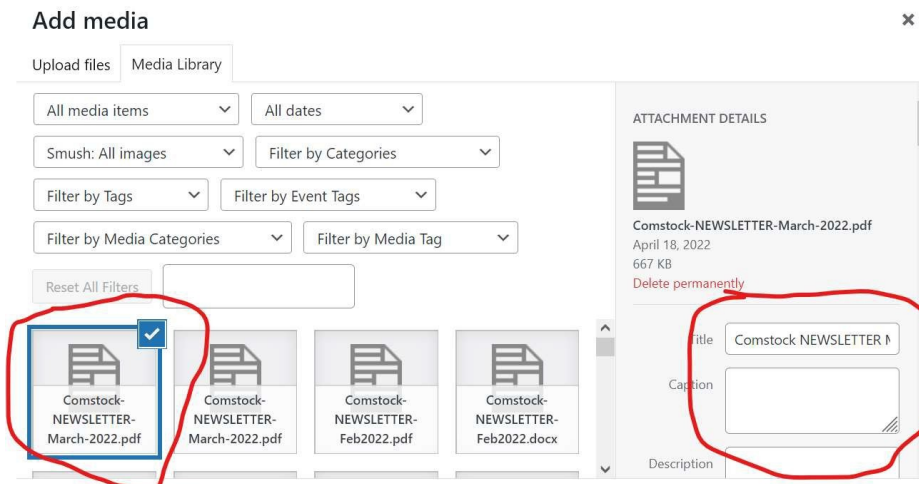 Add media
×
Upload files
Media Library
All media items
All dates
Smush: All images
Filter by Categories
Filter by Tags
Filter by Event Tags
Filter by Media Categories
Filter by Media Tag
Reset All Filters
Comstock-
NEWSLETTER-
March-2022.pdf
Comstock-
NEWSLETTER-
March-2022.pdf
Comstock-
NEWSLETTER-
Feb2022.pdf
Comstock-
NEWSLETTER-
Feb2022.docx
ATTACHMENT DETAILS
Comstock-NEWSLETTER-March-2022.pdf
April 18, 2022
667 KB
Delete permanently
Title
Comstock NEWSLETTER M
Caption
Description